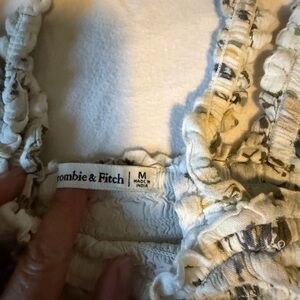 rombie & Fitch
M
MADE IN
INDIA